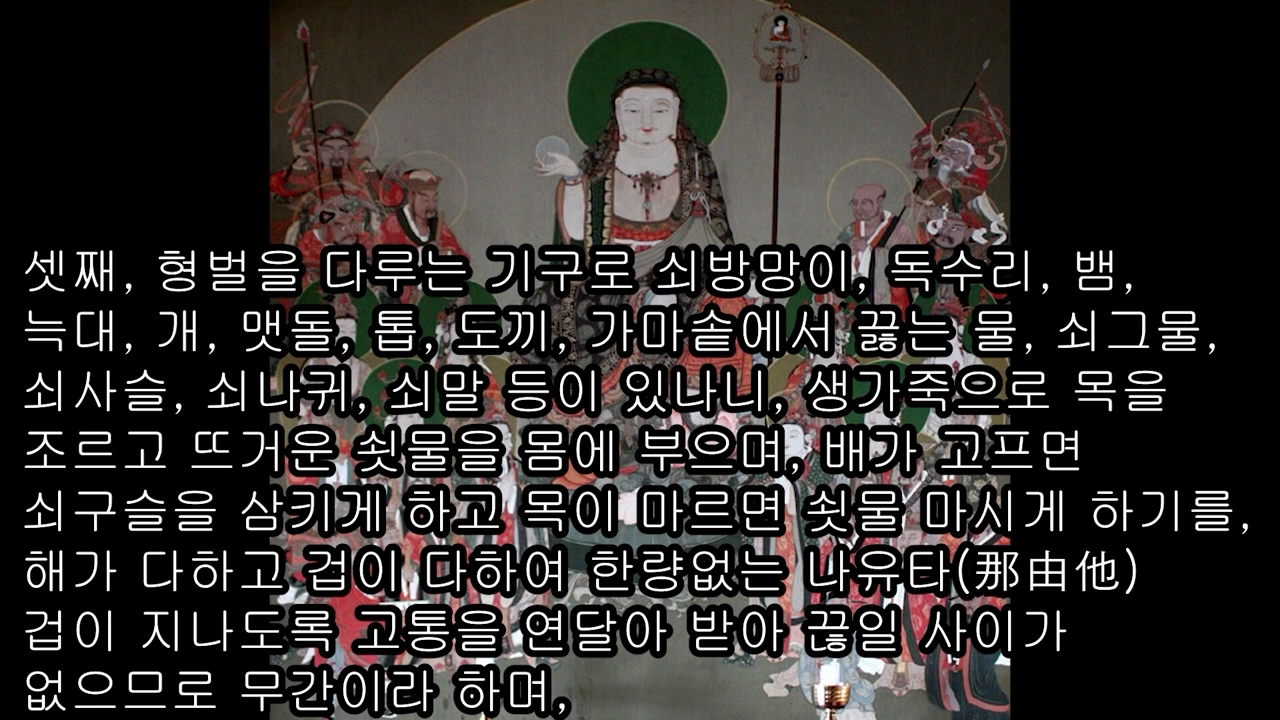 셋째, 형벌을 다루는 기구로 쇠방망이, 독수리, 뱀,
늑대, 개, 맷돌, 톱, 도끼, 가마솥에서 끓는 물, 쇠그물,
쇠사슬, 쇠나귀, 쇠말 등이 있나니, 생가죽으로 목을
조르고 뜨거운 쇳물을 몸에 부으며, 배가 고프면
쇠구슬을 삼키게 하고 목이 마르면 쇳물 마시게 하기를,
해가 다하고 겁이 다하여 한량없는 나유타(那由他)
겁이 지나도록 고통을 연달아 받아 끊일 사이가
없으므로 무간이라 하며,